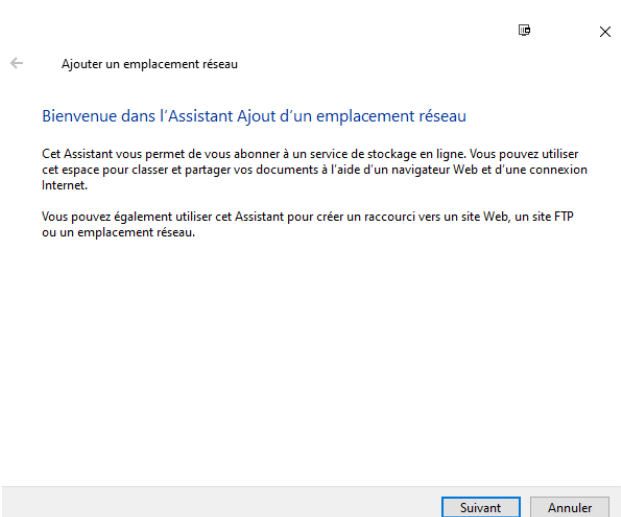 Ajouter un emplacement réseau
Bienvenue dans l'Assistant Ajout d'un emplacement réseau
Cet Assistant vous permet de vous abonner à un service de stockage en ligne. Vous pouvez utiliser
cet espace pour classer et partager vos documents à l'aide d'un navigateur Web et d'une connexion
Internet.
Vous pouvez également utiliser cet Assistant pour créer un raccourci vers un site Web, un site FTP
ou un emplacement réseau.
Suivant Annuler